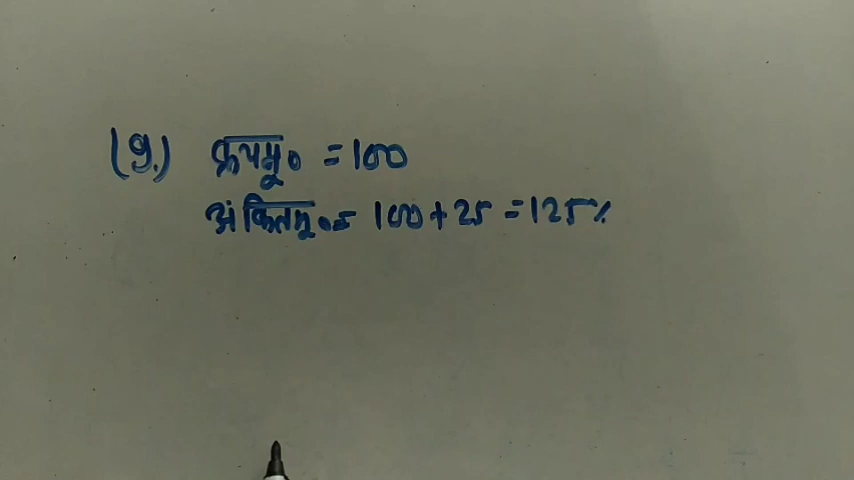 (9.) क्रयमू० = 100
अंकितमू०= 100 + 25 = 125%